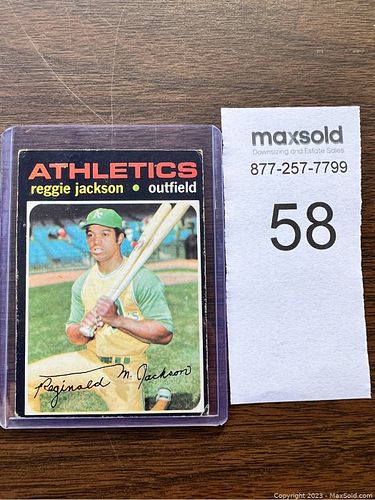 ATHLETICS
reggie jackson • outfield
Reginald M. Jackson
maxsold
Downsizing and Estate Sales
877-257-7799
58
Copyright 2023 - MaxSold.com